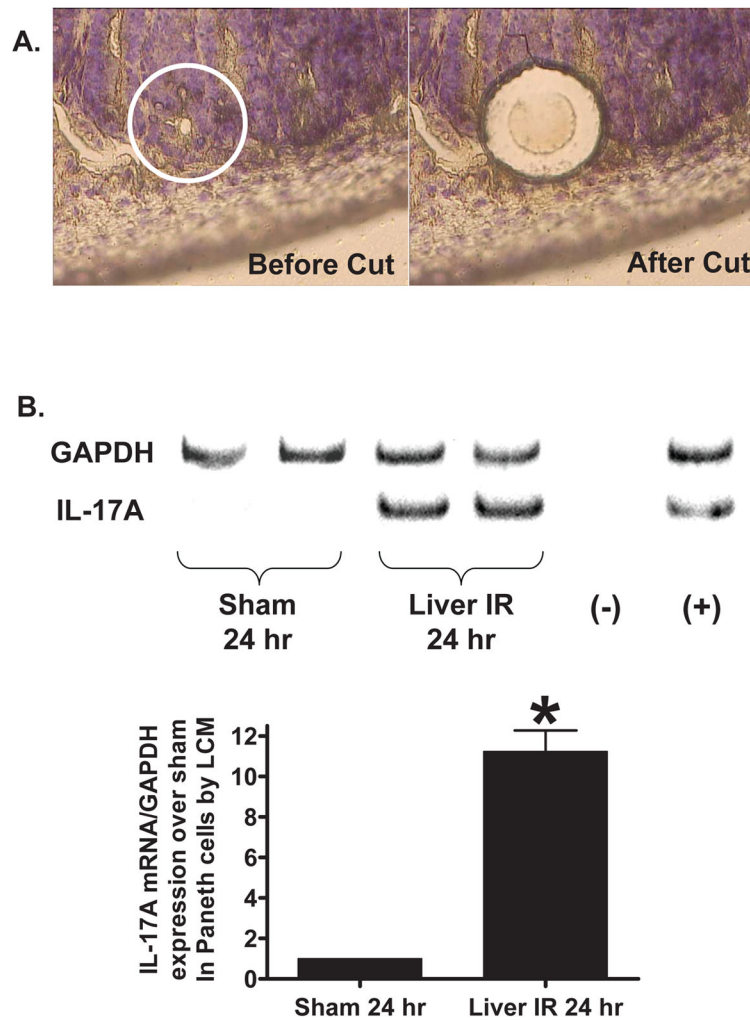 A.
Before Cut
After Cut
B.
GAPDH
IL-17A
Sham
24 hr
Liver IR
24 hr
(-)
(+)
IL-17A mRNA/GAPDH
expression over sham
In Paneth cells by LCM
12
10
8
6
4
2
0
*
Sham 24 hr
Liver IR 24 hr